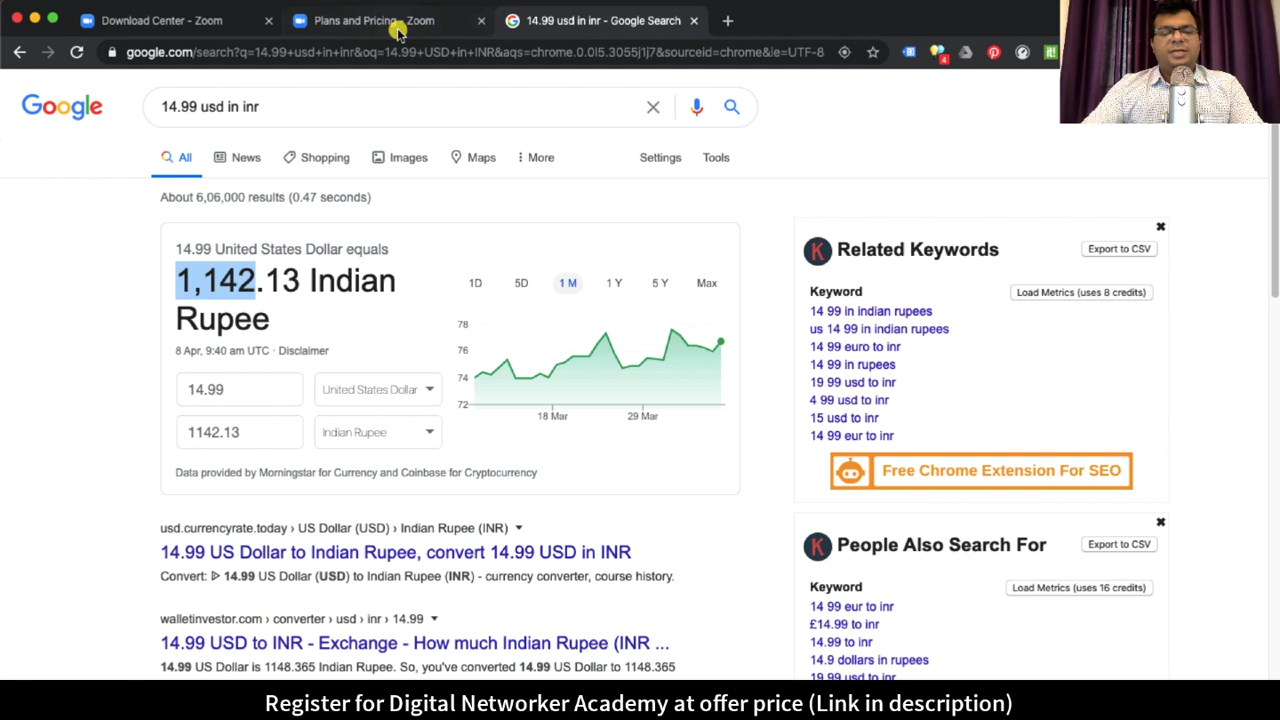 Download Center - Zoom
Plans and Pricing - Zoom
14.99 usd in inr - Google Search
google.com/search?q=14.99+usd+in+inr&oq=14.99+USD+in+INR&aqs=chrome.0.0l5.3055j1j7&sourceid=chrome&ie=UTF-8
4
it!
Google
14.99 usd in inr
All News Shopping Images Maps More Settings Tools
About 6,06,000 results (0.47 seconds)
14.99 United States Dollar equals
1,142.13 Indian
Rupee
8 Apr, 9:40 am UTC · Disclaimer
14.99 United States Dollar
1142.13 Indian Rupee
1D 5D 1 M 1 Y 5 Y Max
78
76
74
72
18 Mar 29 Mar
Data provided by Morningstar for Currency and Coinbase for Cryptocurrency
usd.currencyrate.today › US Dollar (USD) › Indian Rupee (INR)
14.99 US Dollar to Indian Rupee, convert 14.99 USD in INR
Convert: ᐅ 14.99 US Dollar (USD) to Indian Rupee (INR) - currency converter, course history.
walletinvestor.com › converter › usd › inr › 14.99
14.99 USD to INR - Exchange - How much Indian Rupee (INR ...
14.99 US Dollar is 1148.365 Indian Rupee. So, you've converted 14.99 US Dollar to 1148.365
K Related Keywords Export to CSV
Keyword Load Metrics (uses 8 credits)
14 99 in indian rupees
us 14 99 in indian rupees
14 99 euro to inr
14 99 in rupees
19 99 usd to inr
4 99 usd to inr
15 usd to inr
14 99 eur to inr
Free Chrome Extension For SEO
K People Also Search For Export to CSV
Keyword Load Metrics (uses 16 credits)
14 99 eur to inr
£14.99 to inr
14.99 to inr
14.9 dollars in rupees
19.99 usd to inr
Register for Digital Networker Academy at offer price (Link in description)